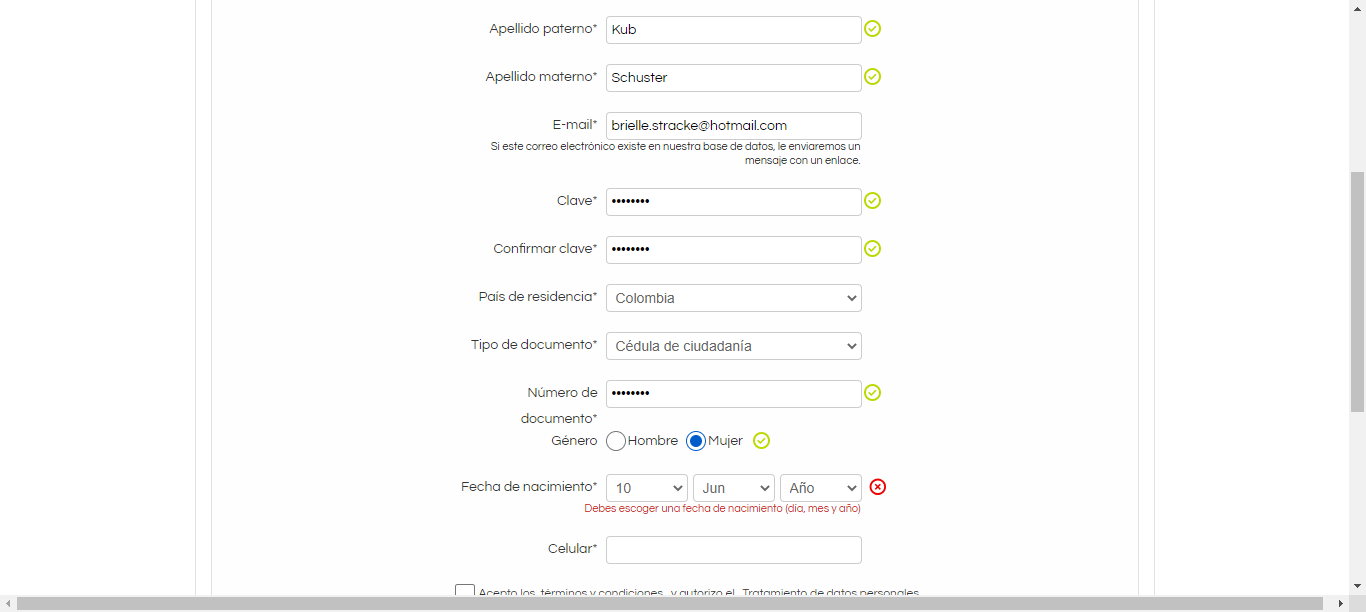 Apellido paterno* Kub
Apellido materno* Schuster
E-mail* brielle.stracke@hotmail.com
Si este correo electrónico existe en nuestra base de datos, le enviaremos un
mensaje con un enlace.
Clave* ••••••••
Confirmar clave* ••••••••
País de residencia* Colombia
Tipo de documento* Cédula de ciudadanía
Número de ••••••••
documento*
Género Hombre Mujer
Fecha de nacimiento* 10 Jun Año
Debes escoger una fecha de nacimiento (día, mes y año)
Celular*
Acepto los términos y condiciones , y autorizo el Tratamiento de datos personales